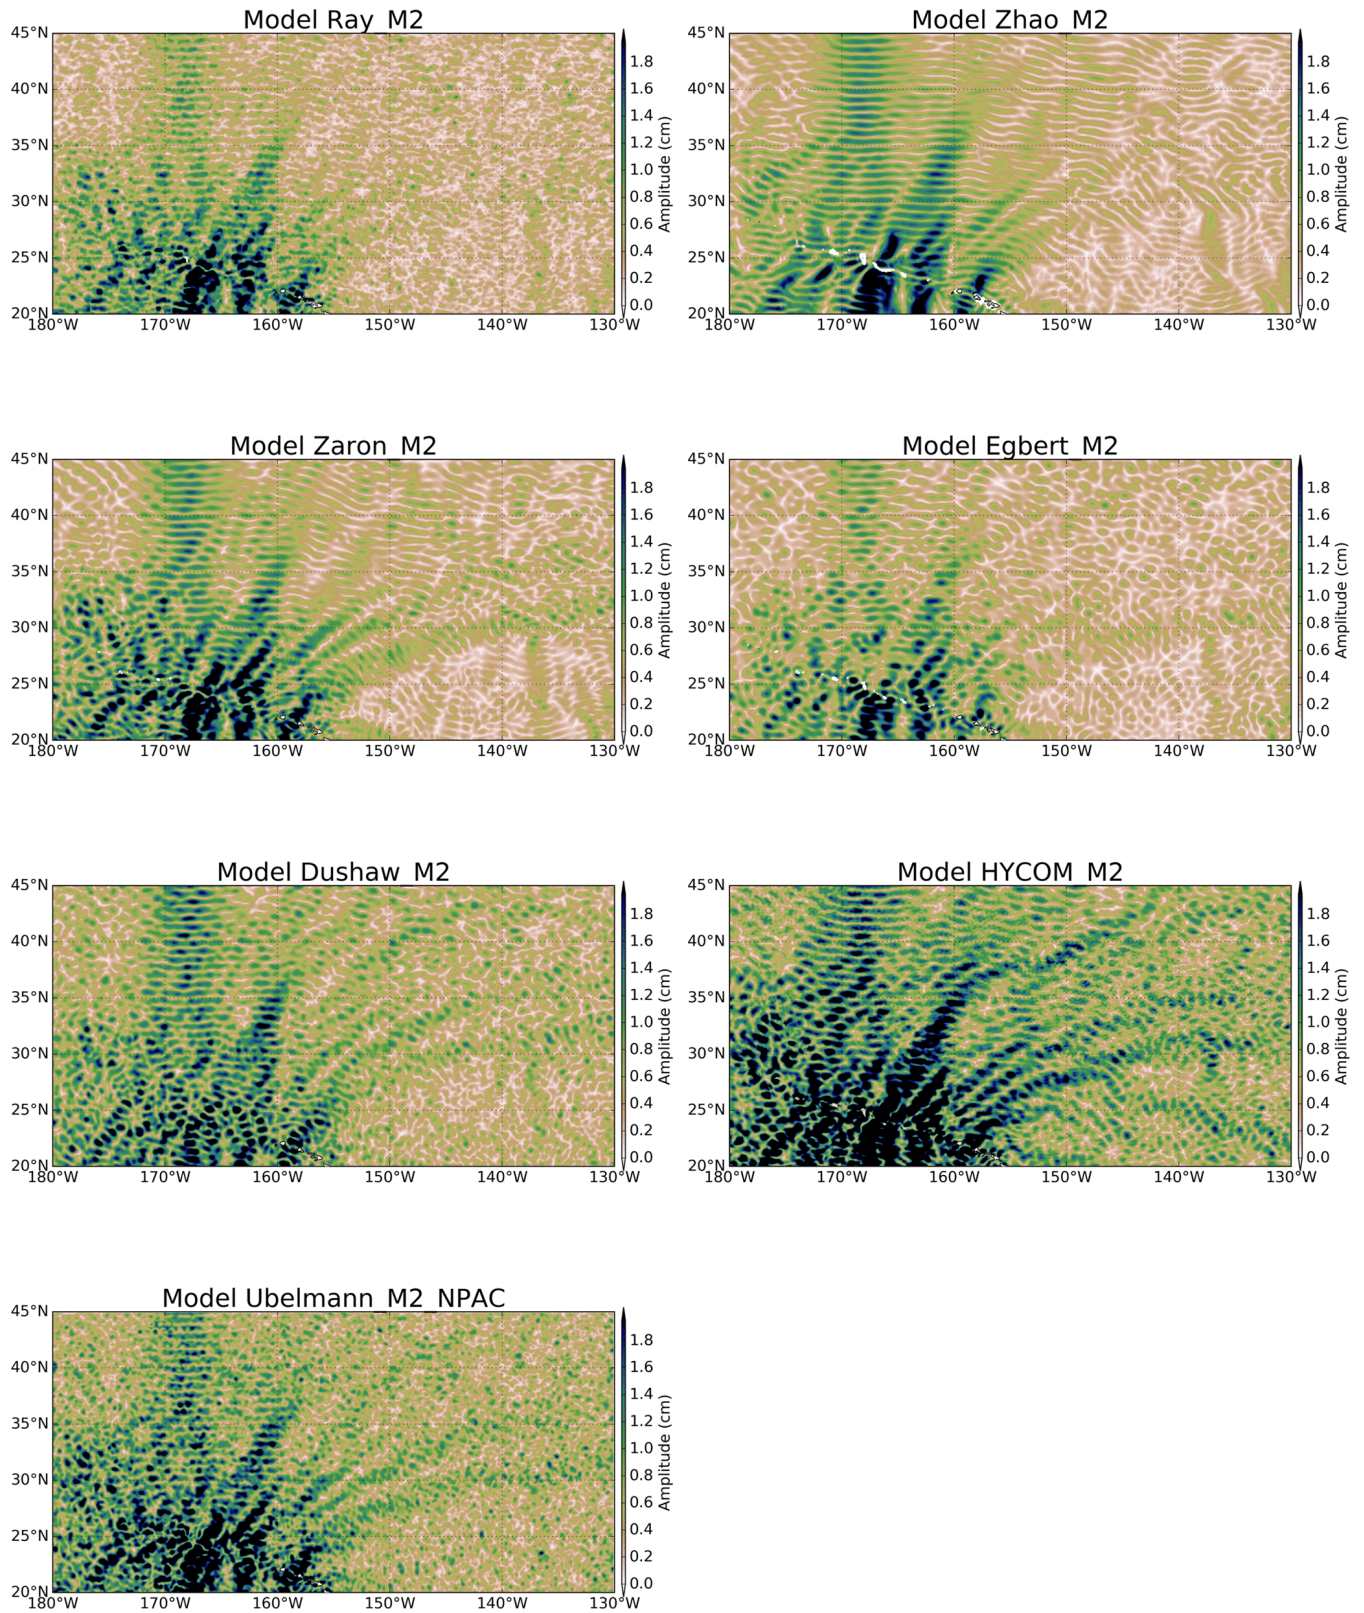 Model Ray_M2
45°N
40°N
35°N
30°N
25°N
20°N
180°W 170°W 160°W 150°W 140°W 130°W
1.8
1.6
1.4
1.2
1.0
0.8
0.6
0.4
0.2
0.0
Amplitude (cm)
Model Zhao_M2
45°N
40°N
35°N
30°N
25°N
20°N
180°W 170°W 160°W 150°W 140°W 130°W
1.8
1.6
1.4
1.2
1.0
0.8
0.6
0.4
0.2
0.0
Amplitude (cm)
Model Zaron_M2
45°N
40°N
35°N
30°N
25°N
20°N
180°W 170°W 160°W 150°W 140°W 130°W
1.8
1.6
1.4
1.2
1.0
0.8
0.6
0.4
0.2
0.0
Amplitude (cm)
Model Egbert_M2
45°N
40°N
35°N
30°N
25°N
20°N
180°W 170°W 160°W 150°W 140°W 130°W
1.8
1.6
1.4
1.2
1.0
0.8
0.6
0.4
0.2
0.0
Amplitude (cm)
Model Dushaw_M2
45°N
40°N
35°N
30°N
25°N
20°N
180°W 170°W 160°W 150°W 140°W 130°W
1.8
1.6
1.4
1.2
1.0
0.8
0.6
0.4
0.2
0.0
Amplitude (cm)
Model HYCOM_M2
45°N
40°N
35°N
30°N
25°N
20°N
180°W 170°W 160°W 150°W 140°W 130°W
1.8
1.6
1.4
1.2
1.0
0.8
0.6
0.4
0.2
0.0
Amplitude (cm)
Model Ubelmann_M2_NPAC
45°N
40°N
35°N
30°N
25°N
20°N
180°W 170°W 160°W 150°W 140°W 130°W
1.8
1.6
1.4
1.2
1.0
0.8
0.6
0.4
0.2
0.0
Amplitude (cm)